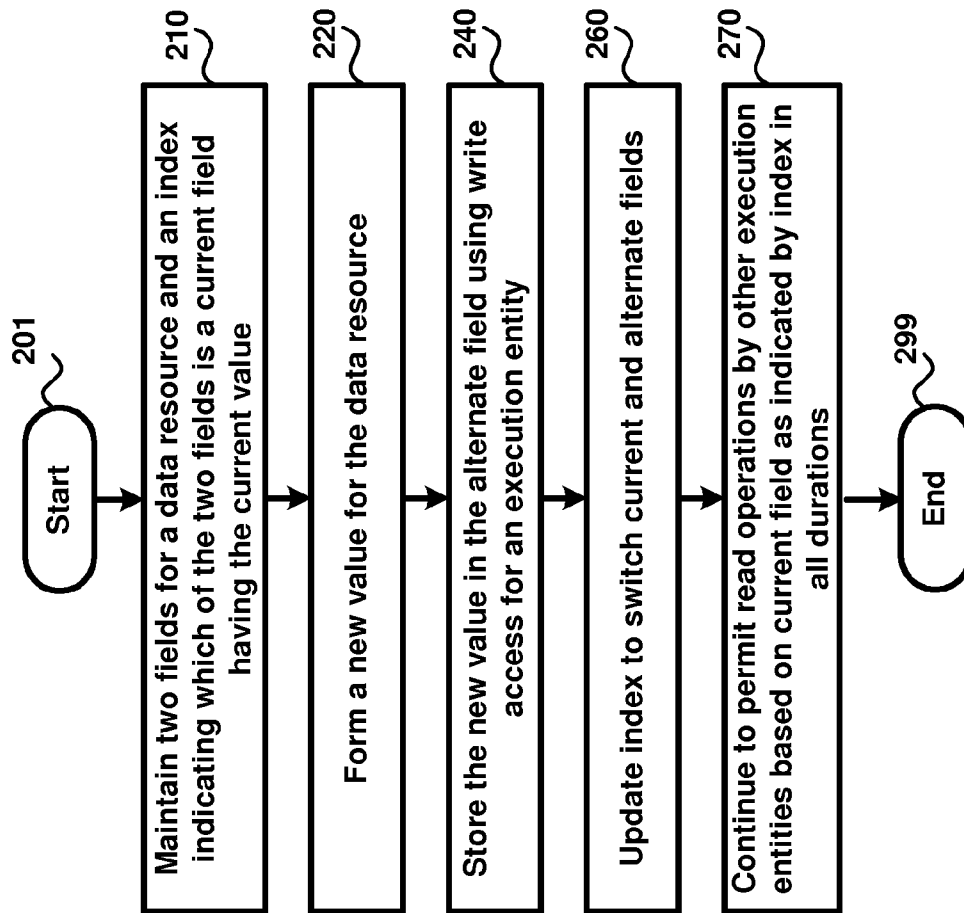 Start
201
Maintain two fields for a data resource and an index
indicating which of the two fields is a current field
having the current value
210
Form a new value for the data resource
220
Store the new value in the alternate field using write
access for an execution entity
240
Update index to switch current and alternate fields
260
Continue to permit read operations by other execution
entities based on current field as indicated by index in
all durations
270
End
299